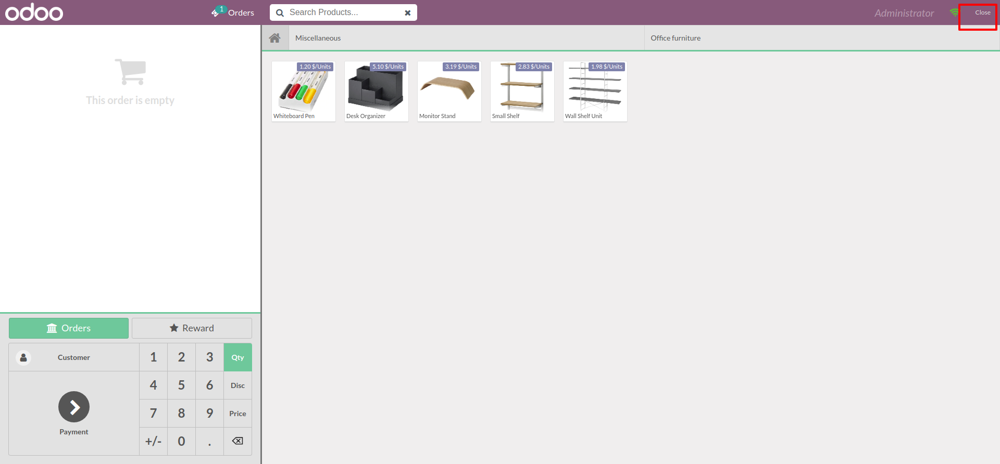 odoo
1
Orders
Search Products...
Administrator
Close
Miscellaneous
Office furniture
This order is empty
1.20 $/Units
Whiteboard Pen
5.10 $/Units
Desk Organizer
3.19 $/Units
Monitor Stand
2.83 $/Units
Small Shelf
1.98 $/Units
Wall Shelf Unit
Orders
Reward
Customer
1 2 3 Qty
4 5 6 Disc
7 8 9 Price
Payment
+/- 0 .